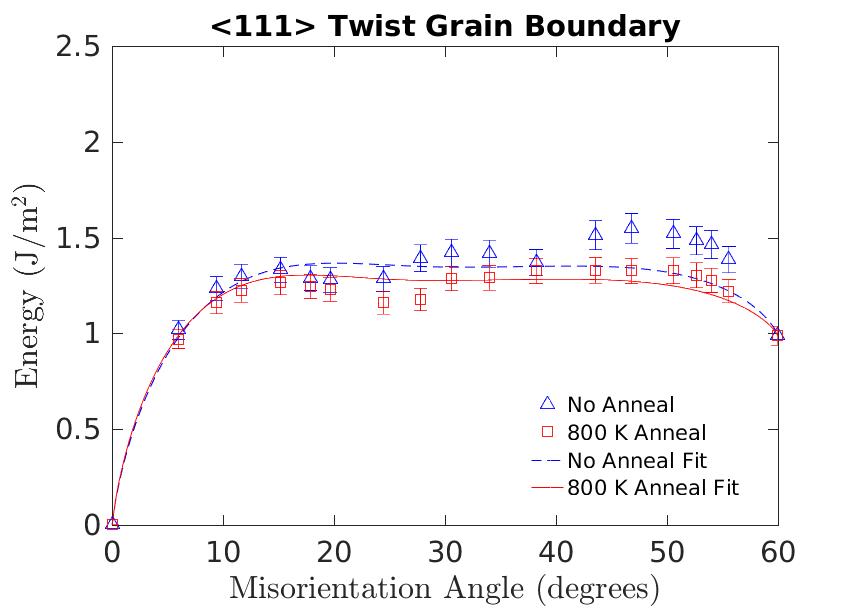 <111> Twist Grain Boundary
2.5
2
1.5
1
0.5
0
Energy (J/m²)
No Anneal
800 K Anneal
No Anneal Fit
800 K Anneal Fit
0 10 20 30 40 50 60
Misorientation Angle (degrees)